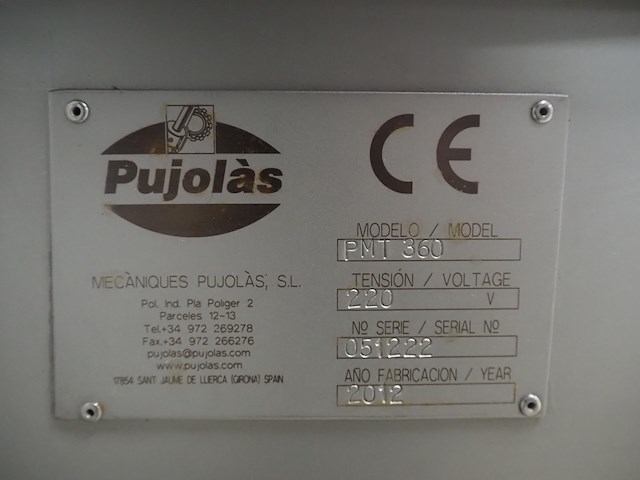 Pujolàs
MECÀNIQUES PUJOLÀS, S.L.
Pol. Ind. Pla Poliger 2
Parceles 12-13
Tel.+34 972 269278
Fax.+34 972 266276
pujolas@pujolas.com
www.pujolas.com
17854 SANT JAUME DE LLIERCA (GIRONA) SPAIN
CE
MODELO / MODEL
PMT 360
TENSIÓN / VOLTAGE
220 V
Nº SERIE / SERIAL Nº
051222
AÑO FABRICACION / YEAR
2012